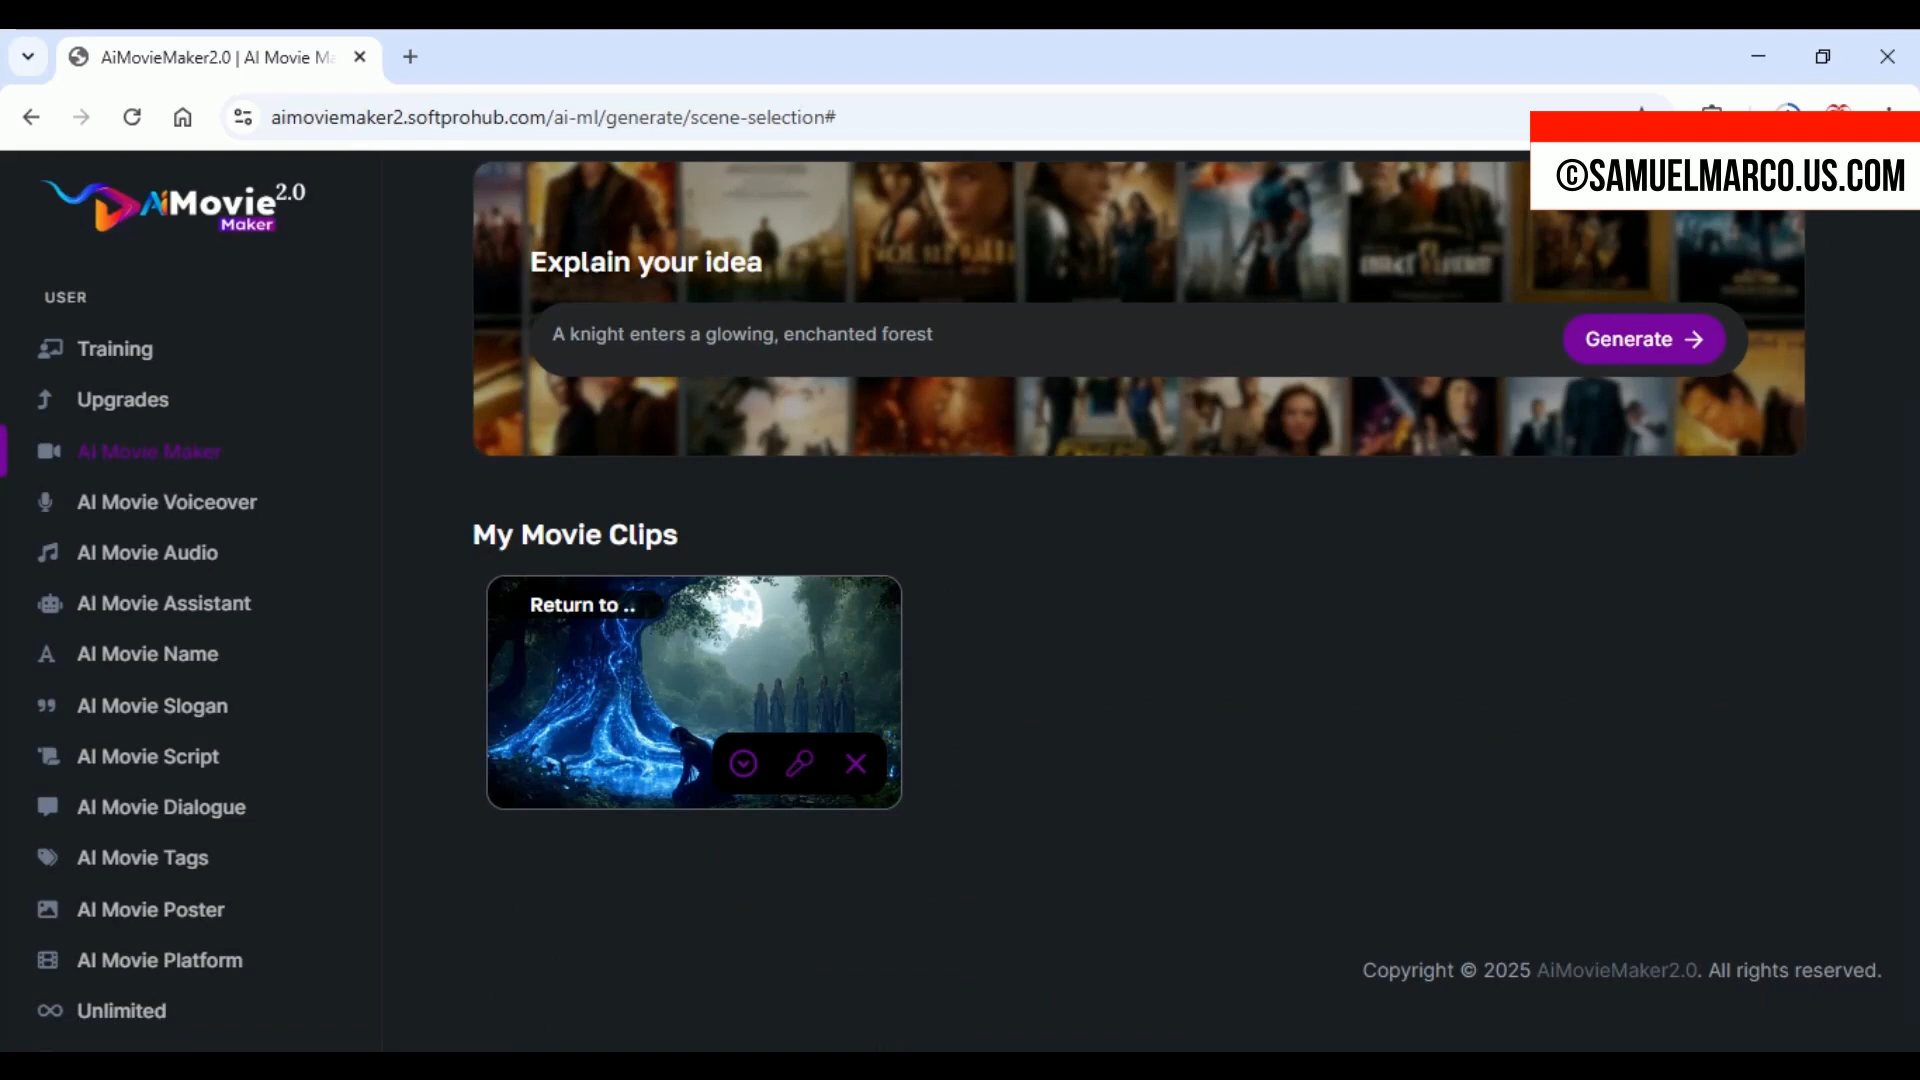 AiMovieMaker2.0 | AI Movie Ma
aimoviemaker2.softprohub.com/ai-ml/generate/scene-selection#
©SAMUELMARCO.US.COM
AiMovie 2.0
Maker
USER
Training
Upgrades
AI Movie Maker
AI Movie Voiceover
AI Movie Audio
AI Movie Assistant
AI Movie Name
AI Movie Slogan
AI Movie Script
AI Movie Dialogue
AI Movie Tags
AI Movie Poster
AI Movie Platform
Unlimited
Explain your idea
A knight enters a glowing, enchanted forest
Generate
My Movie Clips
Return to ..
Copyright © 2025 AiMovieMaker2.0. All rights reserved.